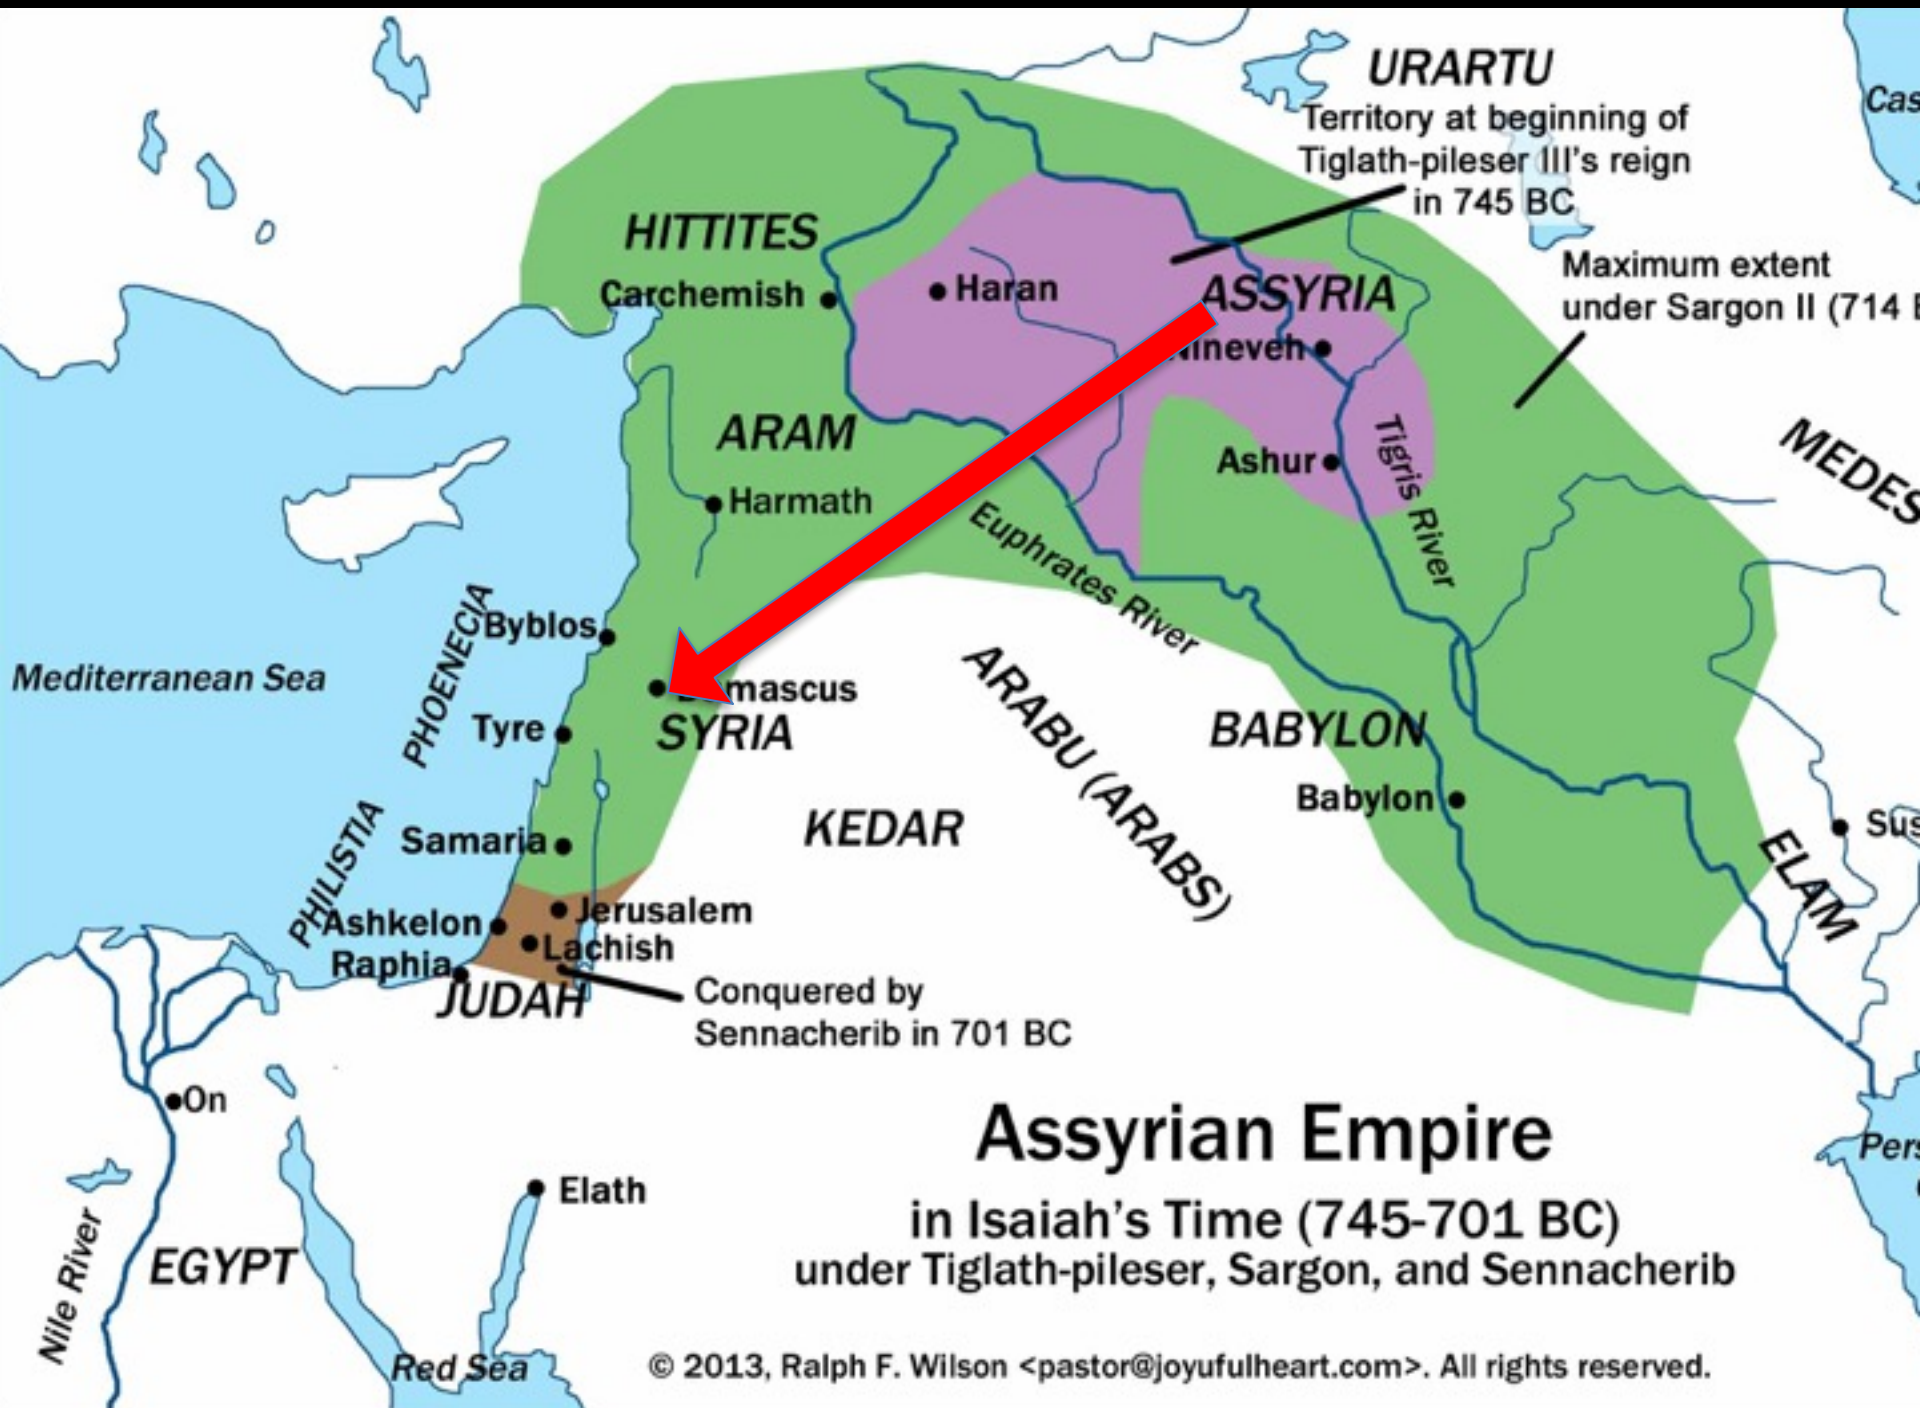 URARTU
Territory at beginning of
Tiglath-pileser III's reign
in 745 BC
Cas
HITTITES
Carchemish
Haran
ASSYRIA
Nineveh
Maximum extent
under Sargon II (714
ARAM
Harmath
Ashur
Tigris River
MEDES
Euphrates River
PHOENECIA
Byblos
Mediterranean Sea
Damascus
SYRIA
Tyre
ARABU (ARABS)
BABYLON
Babylon
KEDAR
Samaria
PHILISTIA
ELAM
Sus
Ashkelon
Jerusalem
Lachish
Raphia
JUDAH
Conquered by
Sennacherib in 701 BC
On
Assyrian Empire
Pers
Elath
in Isaiah's Time (745-701 BC)
under Tiglath-pileser, Sargon, and Sennacherib
EGYPT
Nile River
Red Sea
© 2013, Ralph F. Wilson <pastor@joyufulheart.com>. All rights reserved.